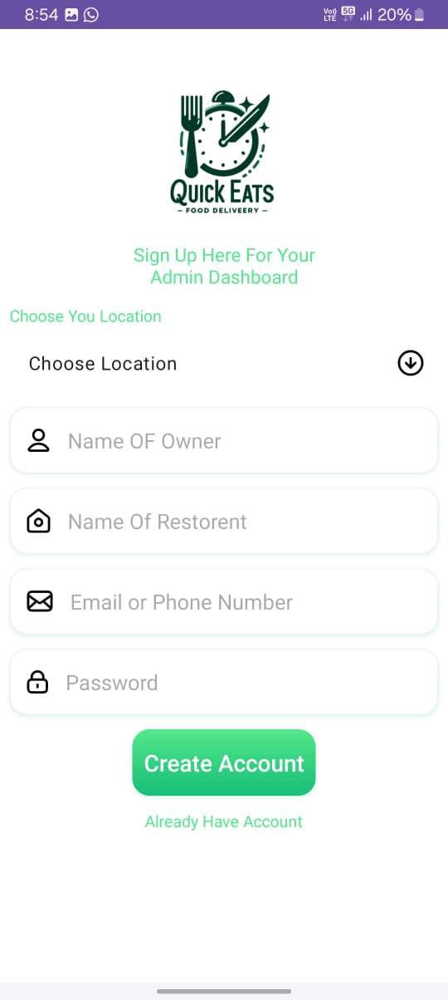 8:54 Vo)) LTE 5G 20%
Quick Eats
– FOOD DELIVEERY –
Sign Up Here For Your
Admin Dashboard
Choose You Location
Choose Location
Name OF Owner
Name Of Restorent
Email or Phone Number
Password
Create Account
Already Have Account